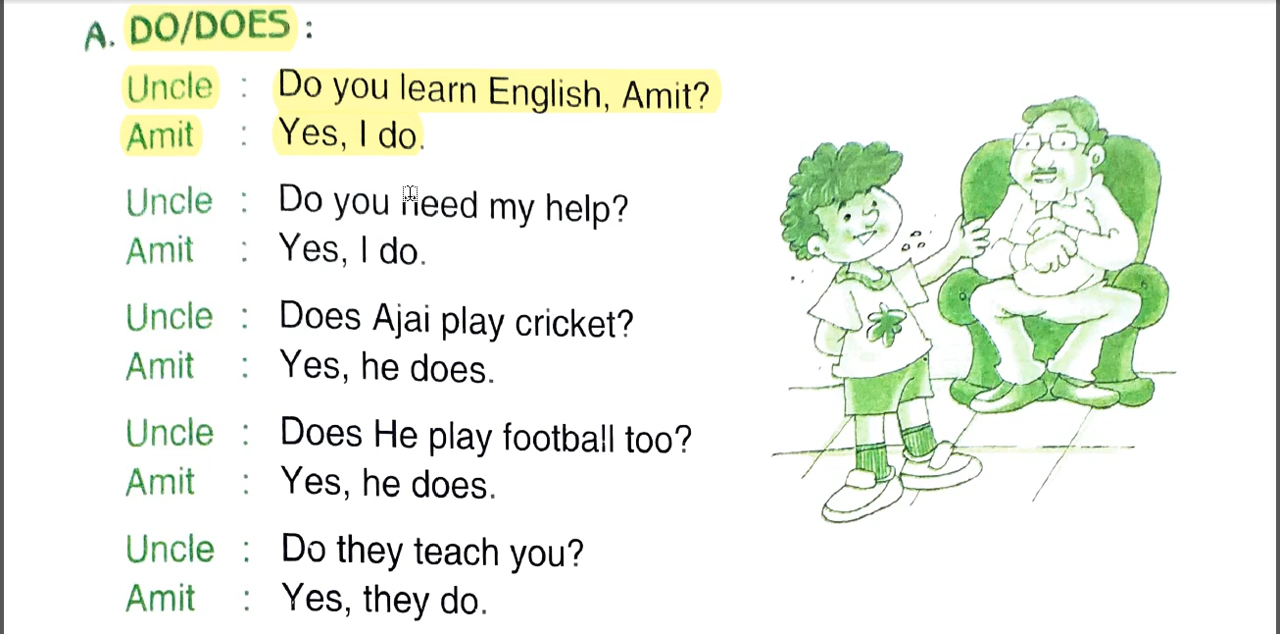 A. DO/DOES :
Uncle : Do you learn English, Amit?
Amit : Yes, I do.
Uncle : Do you need my help?
Amit : Yes, I do.
Uncle : Does Ajai play cricket?
Amit : Yes, he does.
Uncle : Does He play football too?
Amit : Yes, he does.
Uncle : Do they teach you?
Amit : Yes, they do.